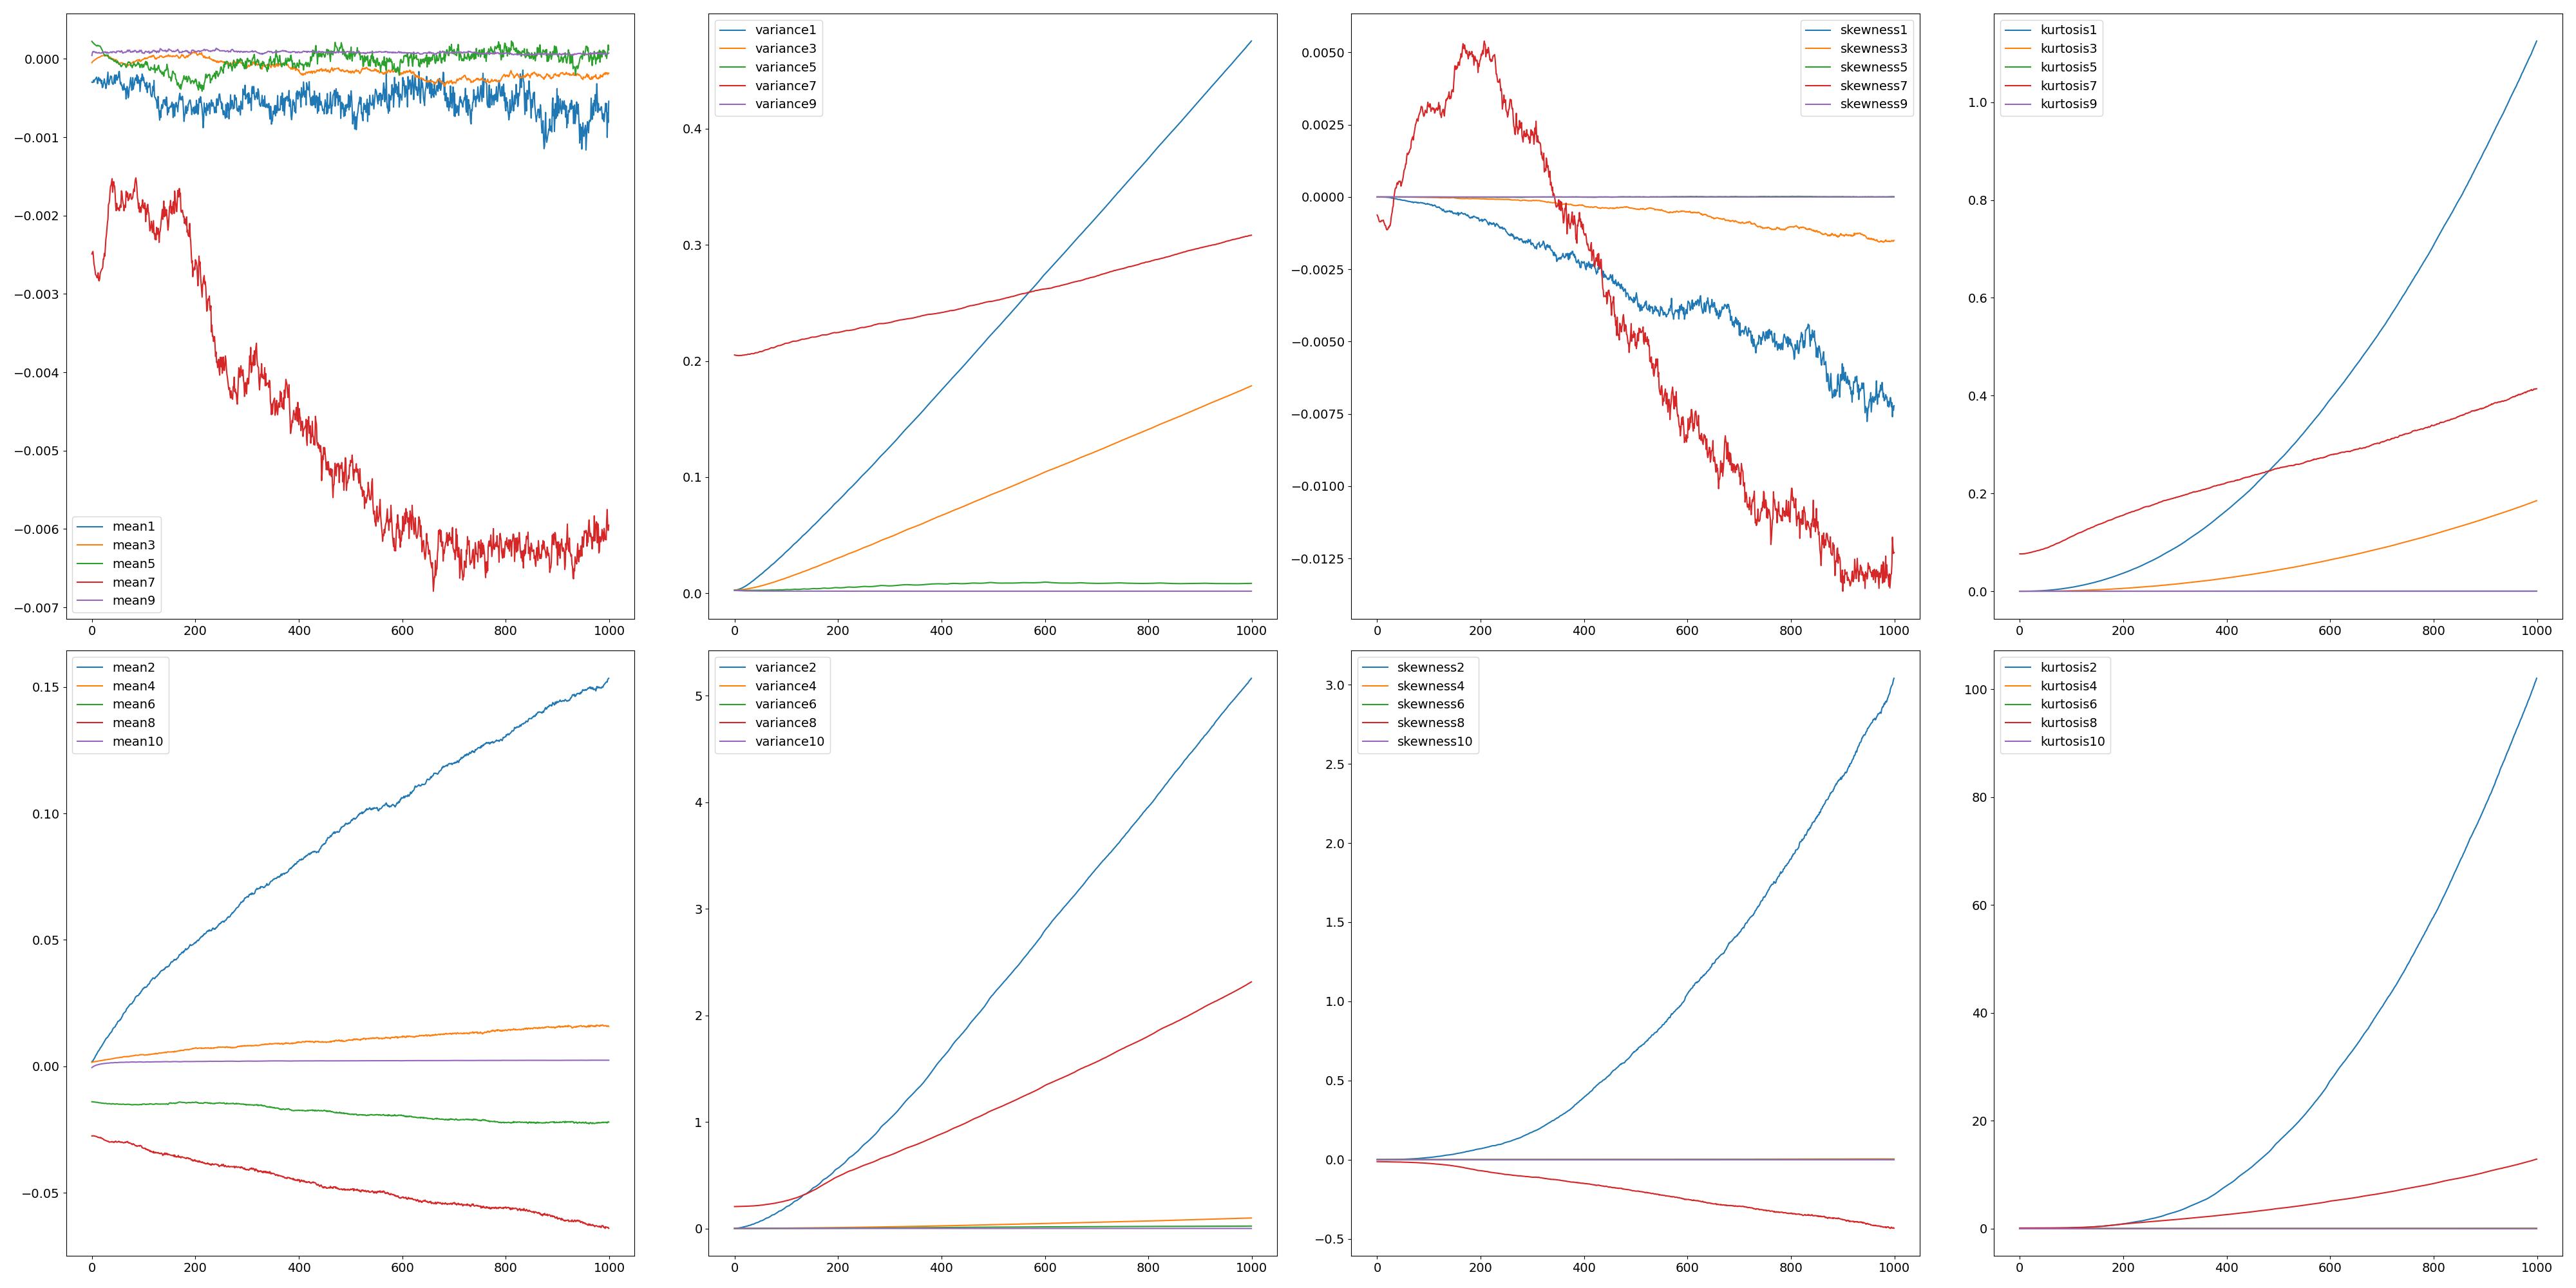 0.000
−0.001
−0.002
−0.003
−0.004
−0.005
−0.006
−0.007
mean1
mean3
mean5
mean7
mean9
0 200 400 600 800 1000
variance1
variance3
variance5
variance7
variance9
0.4
0.3
0.2
0.1
0.0
0 200 400 600 800 1000
skewness1
skewness3
skewness5
skewness7
skewness9
0.0050
0.0025
0.0000
−0.0025
−0.0050
−0.0075
−0.0100
−0.0125
0 200 400 600 800 1000
kurtosis1
kurtosis3
kurtosis5
kurtosis7
kurtosis9
1.0
0.8
0.6
0.4
0.2
0.0
0 200 400 600 800 1000
mean2
mean4
mean6
mean8
mean10
0.15
0.10
0.05
0.00
−0.05
0 200 400 600 800 1000
variance2
variance4
variance6
variance8
variance10
5
4
3
2
1
0
0 200 400 600 800 1000
skewness2
skewness4
skewness6
skewness8
skewness10
3.0
2.5
2.0
1.5
1.0
0.5
0.0
−0.5
0 200 400 600 800 1000
kurtosis2
kurtosis4
kurtosis6
kurtosis8
kurtosis10
100
80
60
40
20
0
0 200 400 600 800 1000